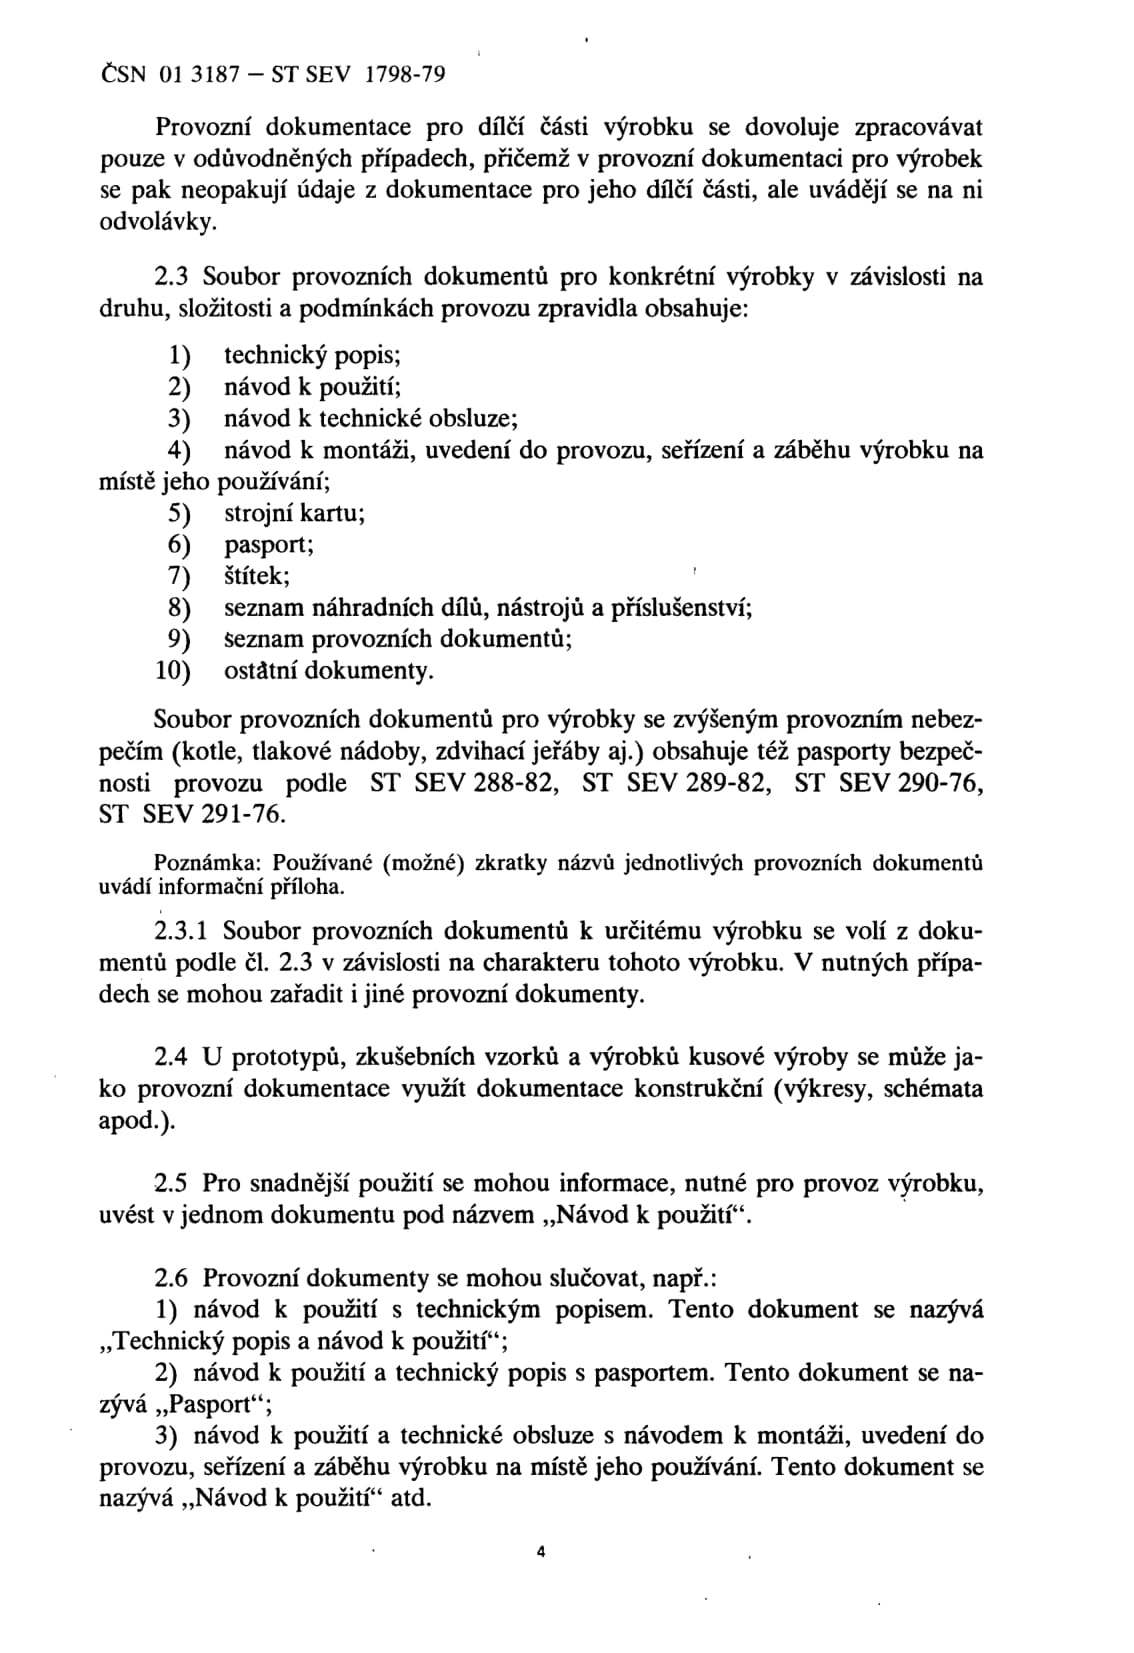 ČSN 01 3187 — ST SEV 1798-79
Provozní dokumentace pro dílčí části výrobku se dovoluje zpracovávat
pouze v odůvodněných případech, přičemž v provozní dokumentaci pro výrobek
se pak neopakují údaje z dokumentace pro jeho dílčí části, ale uvádějí se na ni
odvolávky.
2.3 Soubor provozních dokumentů pro konkrétní výrobky v závislosti na
druhu, složitosti a podmínkách provozu zpravidla obsahuje:
1) technický popis;
2) návod k použití;
3) návod k technické obsluze;
4) návod k montáži, uvedení do provozu, seřízení a záběhu výrobku na
místě jeho používání;
5) strojní kartu;
6) pasport;
7) štítek;
8) seznam náhradních dílů, nástrojů a příslušenství;
9) seznam provozních dokumentů;
10) ostatní dokumenty.
Soubor provozních dokumentů pro výrobky se zvýšeným provozním nebez-
pečím (kotle, tlakové nádoby, zdvihací jeřáby aj.) obsahuje též pasporty bezpeč-
nosti provozu podle ST SEV 288-82, ST SEV 289-82, ST SEV 290-76,
ST SEV 291-76.
Poznámka: Používané (možné) zkratky názvů jednotlivých provozních dokumentů
uvádí informační příloha.
2.3.1 Soubor provozních dokumentů k určitému výrobku se volí z doku-
mentů podle čl. 2.3 v závislosti na charakteru tohoto výrobku. V nutných přípa-
dech se mohou zařadit i jiné provozní dokumenty.
2.4 U prototypů, zkušebních vzorků a výrobků kusové výroby se může ja-
ko provozní dokumentace využít dokumentace konstrukční (výkresy, schémata
apod.).
2.5 Pro snadnější použití se mohou informace, nutné pro provoz výrobku,
uvést v jednom dokumentu pod názvem „Návod k použití“.
2.6 Provozní dokumenty se mohou slučovat, např.:
1) návod k použití s technickým popisem. Tento dokument se nazývá
„Technický popis a návod k použití“;
2) návod k použití a technický popis s pasportem. Tento dokument se na-
zývá „Pasport“;
3) návod k použití a technické obsluze s návodem k montáži, uvedení do
provozu, seřízení a záběhu výrobku na místě jeho používání. Tento dokument se
nazývá „Návod k použití“ atd.
4